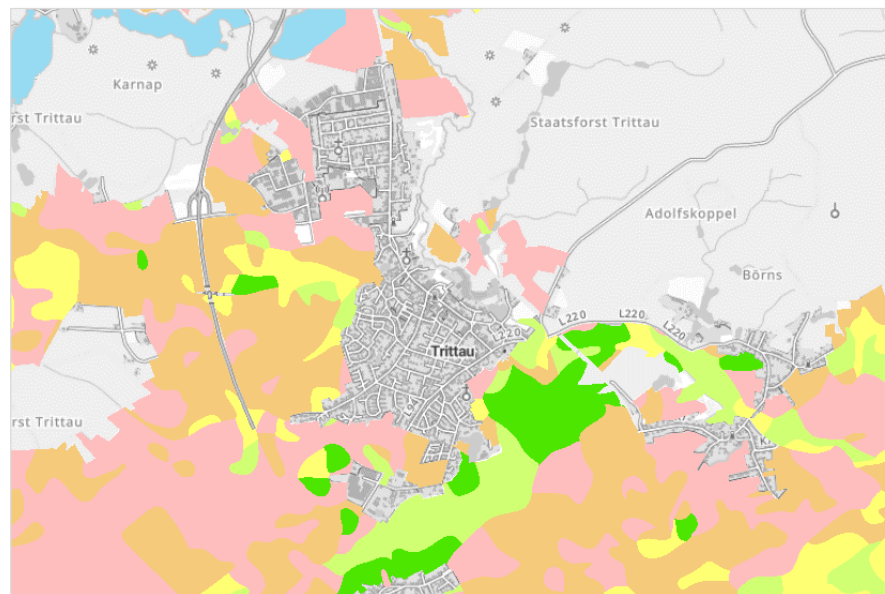 Karnap
rst Trittau
Staatsforst Trittau
Adolfskoppel
Börns
L220
L220
L220
L220
Trittau
rst Trittau